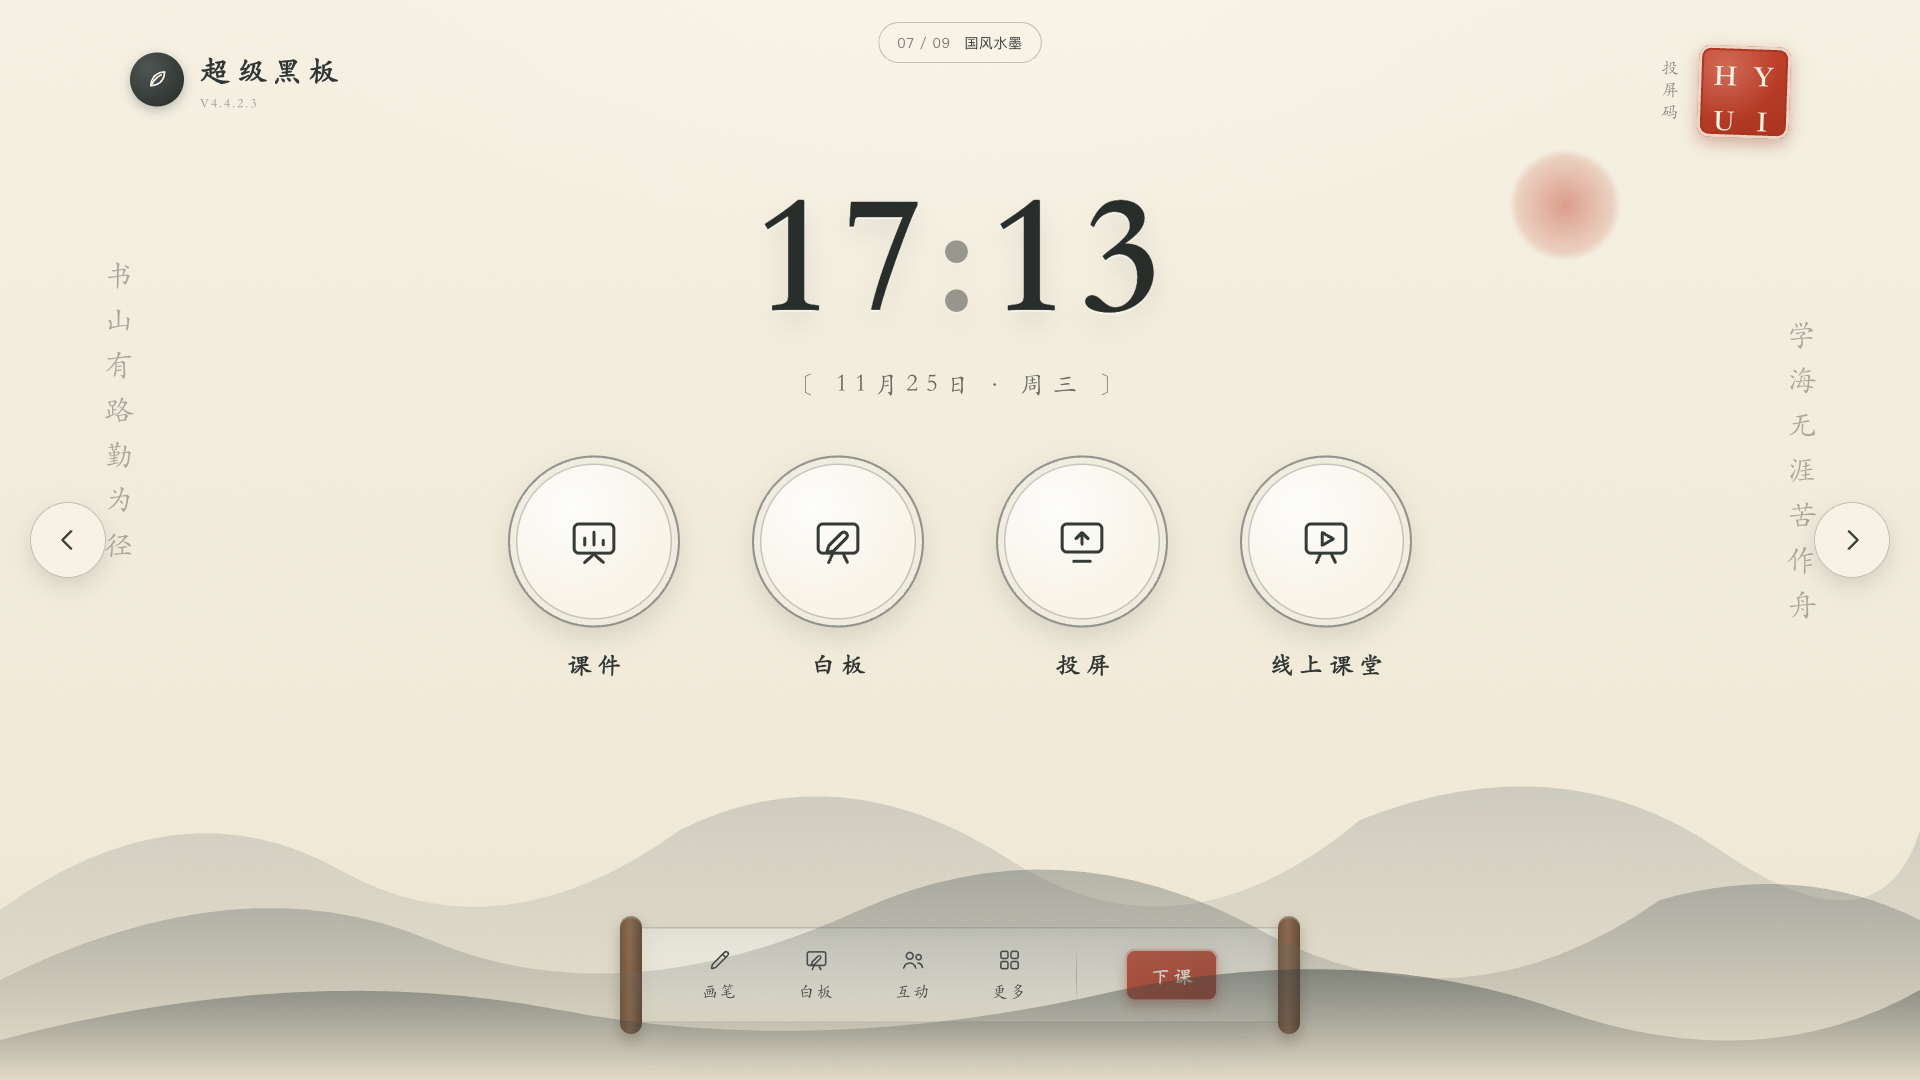 07 / 09 国风水墨
超级黑板
V4.4.2.3
投屏码
HY
UI
17:13
〔 11月25日 · 周三 〕
书山有路勤为径
学海无涯苦作舟
课件
白板
投屏
线上课堂
画笔
白板
互动
更多
下课